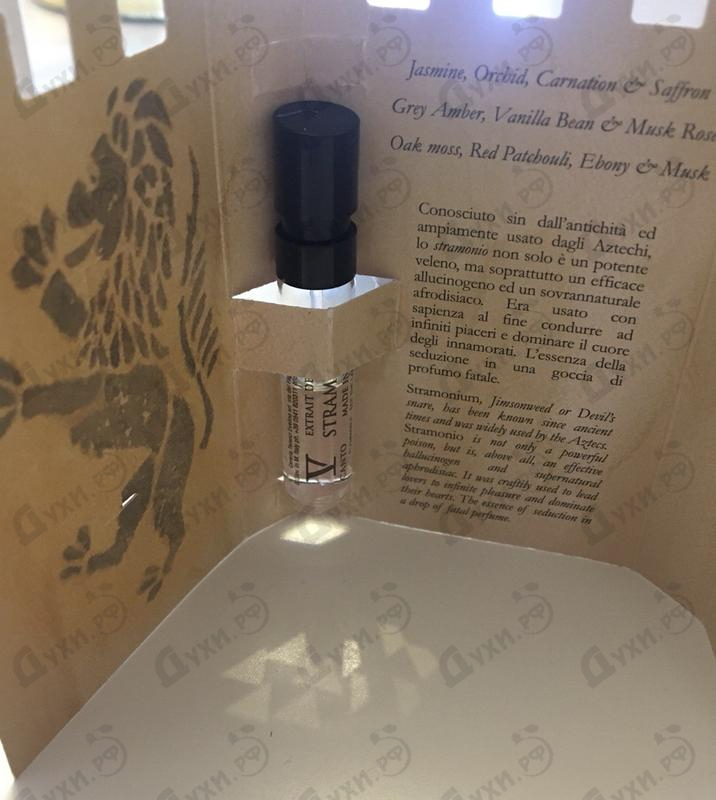 Jasmine, Orchid, Carnation & Saffron
Grey Amber, Vanilla Bean & Musk Rose
Oak moss, Red Patchouli, Ebony & Musk
Conosciuto sin dall'antichità ed
ampiamente usato dagli Aztechi,
lo stramonio non solo è un potente
veleno, ma soprattutto un efficace
allucinogeno ed un sovrannaturale
afrodisiaco. Era usato con
sapienza al fine condurre ad
infiniti piaceri e dominare il cuore
degli innamorati. L'essenza della
seduzione in una goccia di
profumo fatale.
Stramonium, Jimsonweed or Devil's
snare, has been known since ancient
times and was widely used by the Aztecs.
Stramonio is not only a powerful
poison, but is, above all, an effective
hallucinogen and supernatural
aphrodisiac. It was craftily used to lead
lovers to infinite pleasure and dominate
their hearts. The essence of seduction in
a drop of fatal perfume.
V
CANTO
EXTRAIT DE
STRAM
MADE IN
Духи.рф